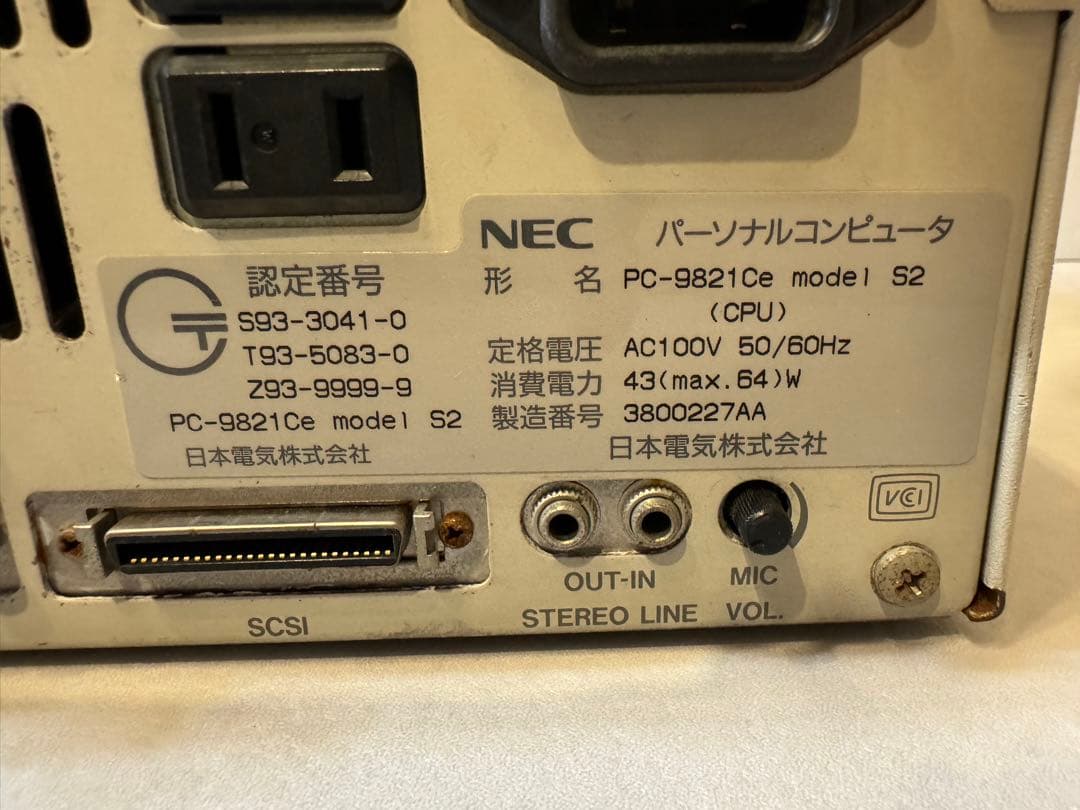 NEC パーソナルコンピュータ
形 名 PC-9821Ce model S2
(CPU)
定格電圧 AC100V 50/60Hz
消費電力 43(max.64)W
製造番号 3800227AA
日本電気株式会社
認定番号
S93-3041-0
T93-5083-0
Z93-9999-9
PC-9821Ce model S2
日本電気株式会社
T
VCCI
SCSI
OUT-IN
STEREO LINE
MIC
VOL.